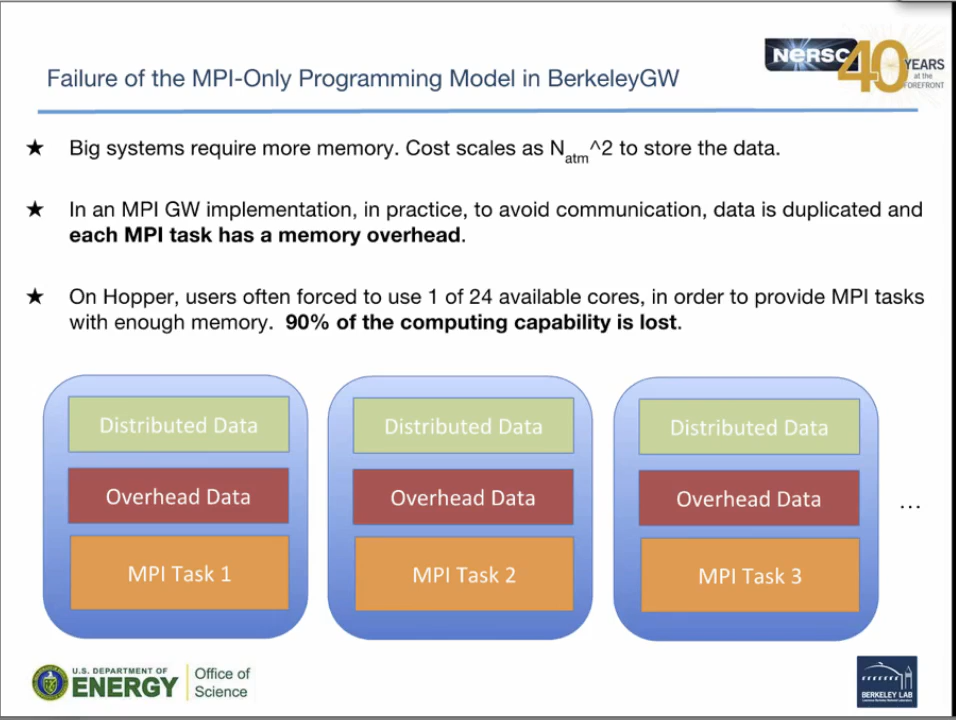 NERSC 40 YEARS at the FOREFRONT
Failure of the MPI-Only Programming Model in BerkeleyGW
★ Big systems require more memory. Cost scales as N_atm^2 to store the data.
★ In an MPI GW implementation, in practice, to avoid communication, data is duplicated and
each MPI task has a memory overhead.
★ On Hopper, users often forced to use 1 of 24 available cores, in order to provide MPI tasks
with enough memory. 90% of the computing capability is lost.
Distributed Data
Overhead Data
MPI Task 1
Distributed Data
Overhead Data
MPI Task 2
Distributed Data
Overhead Data
MPI Task 3
...
U.S. DEPARTMENT OF
ENERGY
Office of
Science
BERKELEY LAB